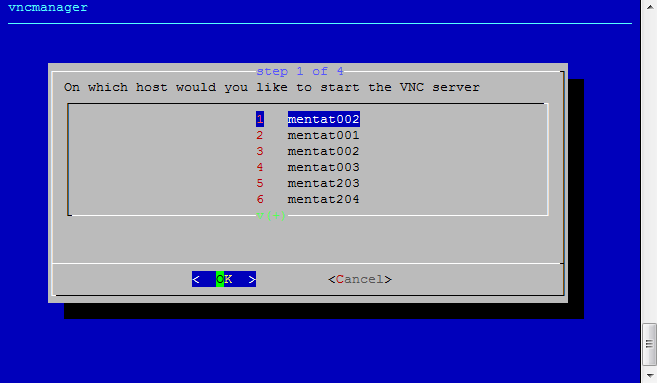 vncmanager
step 1 of 4
On which host would you like to start the VNC server
1 mentat002
2 mentat001
3 mentat002
4 mentat003
5 mentat203
6 mentat204
< OK > <Cancel>